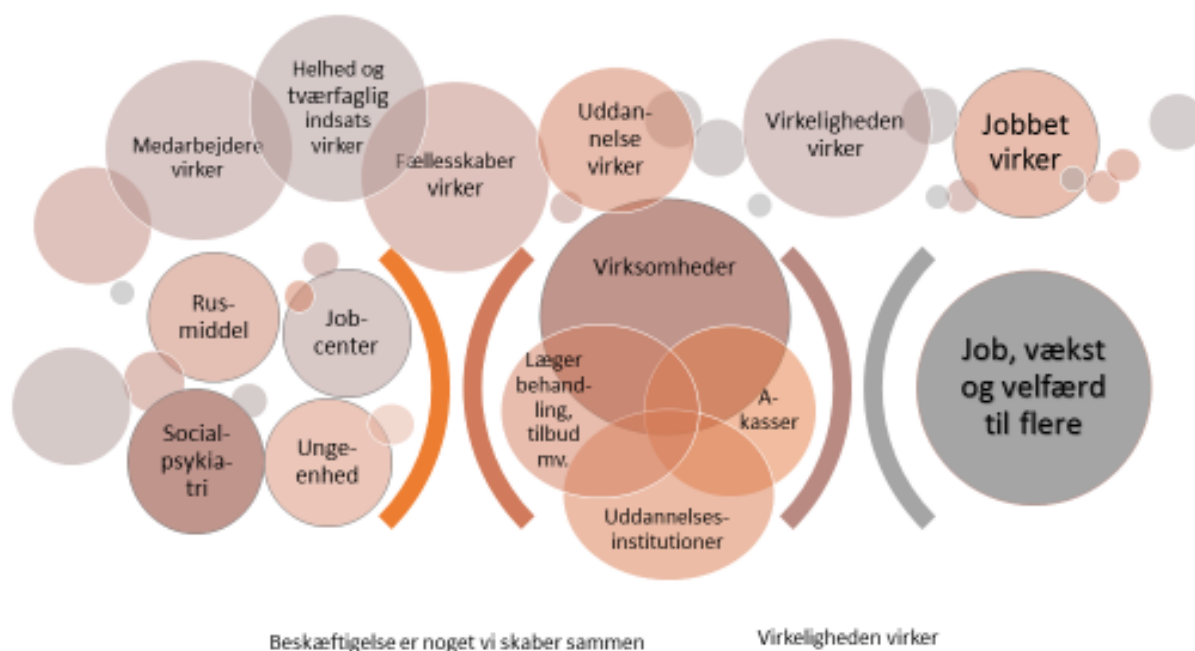 Helhed og
tværfaglig
indsats
virker
Medarbejdere
virker
Fællesskaber
virker
Uddan-
nelse
virker
Virkeligheden
virker
Jobbet
virker
Rus-
middel
Job-
center
Social-
psykia-
tri
Unge-
enhed
Virksomheder
Læger
behand-
ling,
tilbud
mv.
A-
kasser
Uddannelses-
institutioner
Job, vækst
og velfærd
til flere
Beskæftigelse er noget vi skaber sammen
Virkeligheden virker